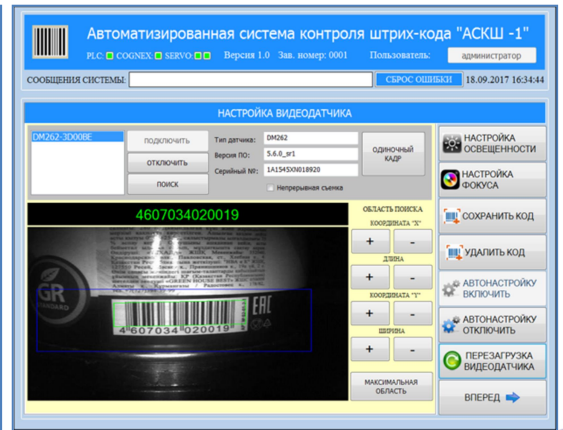 Автоматизированная система контроля штрих-кода "АСКШ -1"
PLC: COGNEX: SERVO: Версия 1.0 Зав. номер: 0001 Пользователь: администратор
СООБЩЕНИЯ СИСТЕМЫ: СБРОС ОШИБКИ 18.09.2017 16:34:44
НАСТРОЙКА ВИДЕОДАТЧИКА
DM262-3D00BE
ПОДКЛЮЧИТЬ
ОТКЛЮЧИТЬ
ПОИСК
Тип датчика: DM262
Версия ПО: 5.6.0_sr1
Серийный №: 1A1545XN018920
Непрерывная съемка
ОДИНОЧНЫЙ
КАДР
4607034020019
GR
STANDARD
4 607034 020019
EAC
ОБЛАСТЬ ПОИСКА
КООРДИНАТА "X"
+ -
ДЛИНА
+ -
КООРДИНАТА "Y"
+ -
ШИРИНА
+ -
МАКСИМАЛЬНАЯ
ОБЛАСТЬ
НАСТРОЙКА
ОСВЕЩЕННОСТИ
НАСТРОЙКА
ФОКУСА
СОХРАНИТЬ КОД
УДАЛИТЬ КОД
АВТОНАСТРОЙКУ
ВКЛЮЧИТЬ
АВТОНАСТРОЙКУ
ОТКЛЮЧИТЬ
ПЕРЕЗАГРУЗКА
ВИДЕОДАТЧИКА
ВПЕРЕД